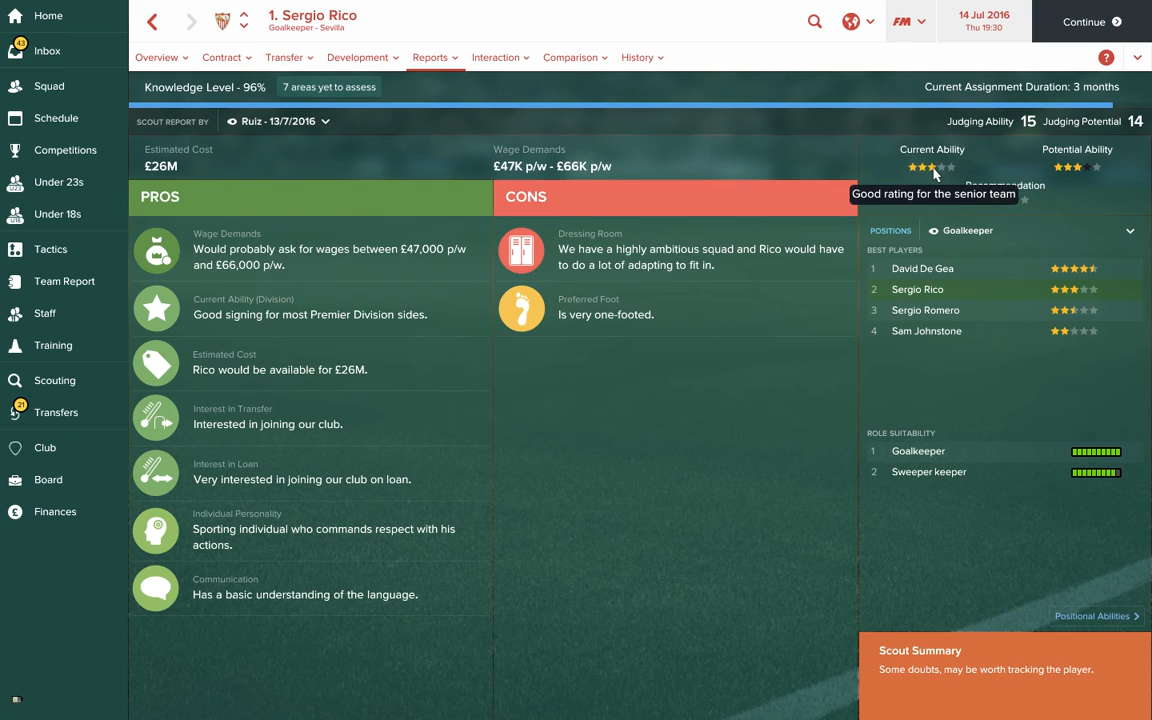 Home
43
Inbox
Squad
Schedule
Competitions
U23
Under 23s
U18
Under 18s
Tactics
Team Report
Staff
Training
Scouting
21
Transfers
Club
Board
Finances
1. Sergio Rico
Goalkeeper - Sevilla
FM
14 Jul 2016
Thu 19:30
Continue
Overview
Contract
Transfer
Development
Reports
Interaction
Comparison
History
?
Knowledge Level - 96%
7 areas yet to assess
Current Assignment Duration: 3 months
SCOUT REPORT BY
Ruiz - 13/7/2016
Judging Ability 15
Judging Potential 14
Estimated Cost
£26M
Wage Demands
£47K p/w - £66K p/w
Current Ability
Potential Ability
Good rating for the senior team
PROS
Wage Demands
Would probably ask for wages between £47,000 p/w
and £66,000 p/w.
Current Ability (Division)
Good signing for most Premier Division sides.
Estimated Cost
Rico would be available for £26M.
Interest in Transfer
Interested in joining our club.
Interest in Loan
Very interested in joining our club on loan.
Individual Personality
Sporting individual who commands respect with his
actions.
Communication
Has a basic understanding of the language.
CONS
Dressing Room
We have a highly ambitious squad and Rico would have
to do a lot of adapting to fit in.
Preferred Foot
Is very one-footed.
POSITIONS
Goalkeeper
BEST PLAYERS
1 David De Gea
2 Sergio Rico
3 Sergio Romero
4 Sam Johnstone
ROLE SUITABILITY
1 Goalkeeper
2 Sweeper keeper
Positional Abilities
Scout Summary
Some doubts, may be worth tracking the player.